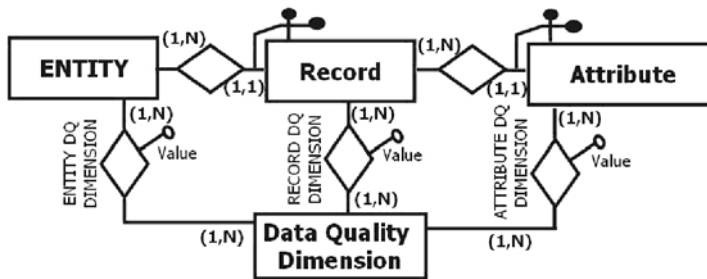 (1,N)
(1,N)
ENTITY
Record
Attribute
(1,1)
(1,1)
(1,N)
(1,N)
(1,N)
ENTITY DQ
DIMENSION
Value
RECORD DQ
DIMENSION
Value
ATTRIBUTE DQ
DIMENSION
Value
(1,N)
(1,N)
(1,N)
Data Quality
Dimension